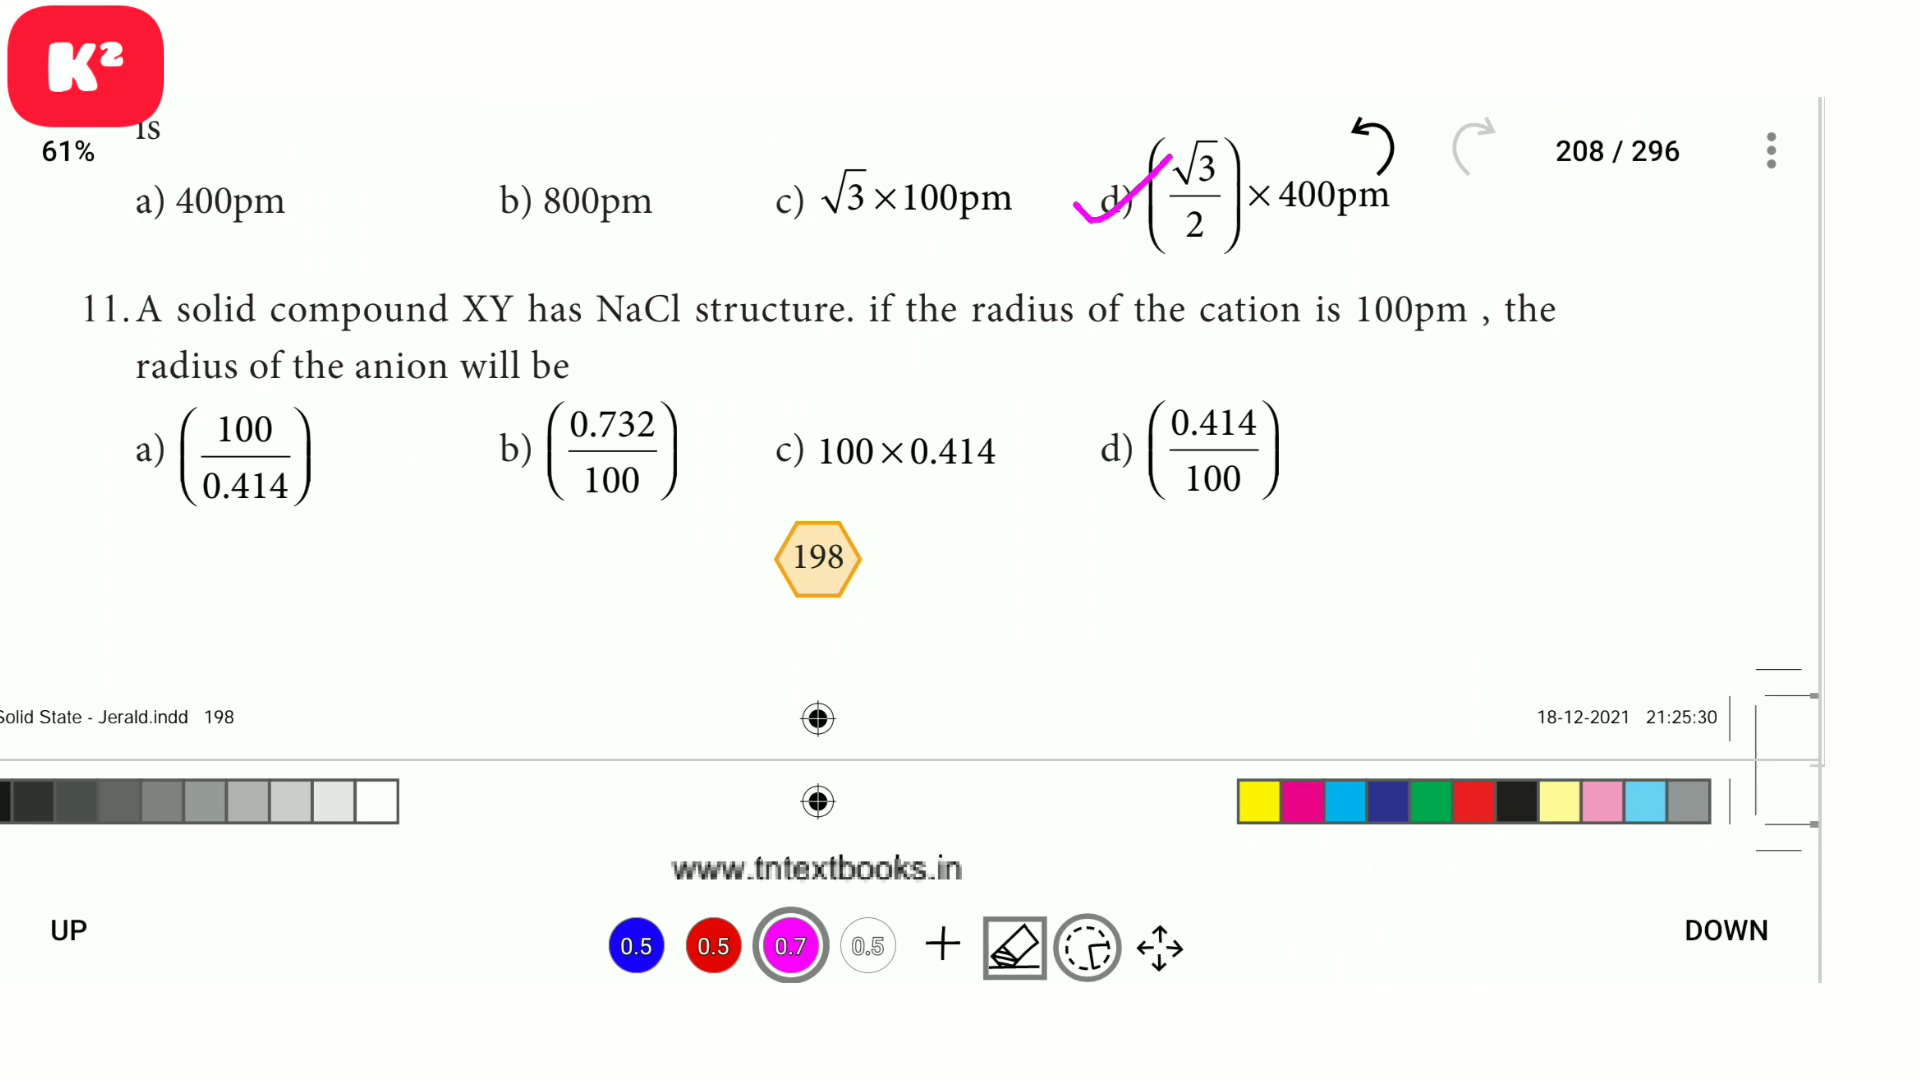 K²
is
61%
208 / 296
a) 400pm b) 800pm c) √3×100pm d) (√3/2)×400pm
11. A solid compound XY has NaCl structure. if the radius of the cation is 100pm , the
radius of the anion will be
a) (100/0.414) b) (0.732/100) c) 100×0.414 d) (0.414/100)
198
Solid State - Jerald.indd 198
18-12-2021 21:25:30
www.tntextbooks.in
UP
0.5 0.5 0.7 0.5
DOWN